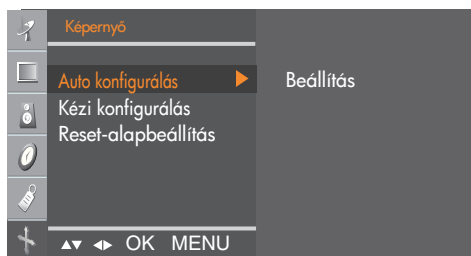 Képernyő
Auto konfigurálás
Beállítás
Kézi konfigurálás
Reset-alapbeállítás
OK MENU